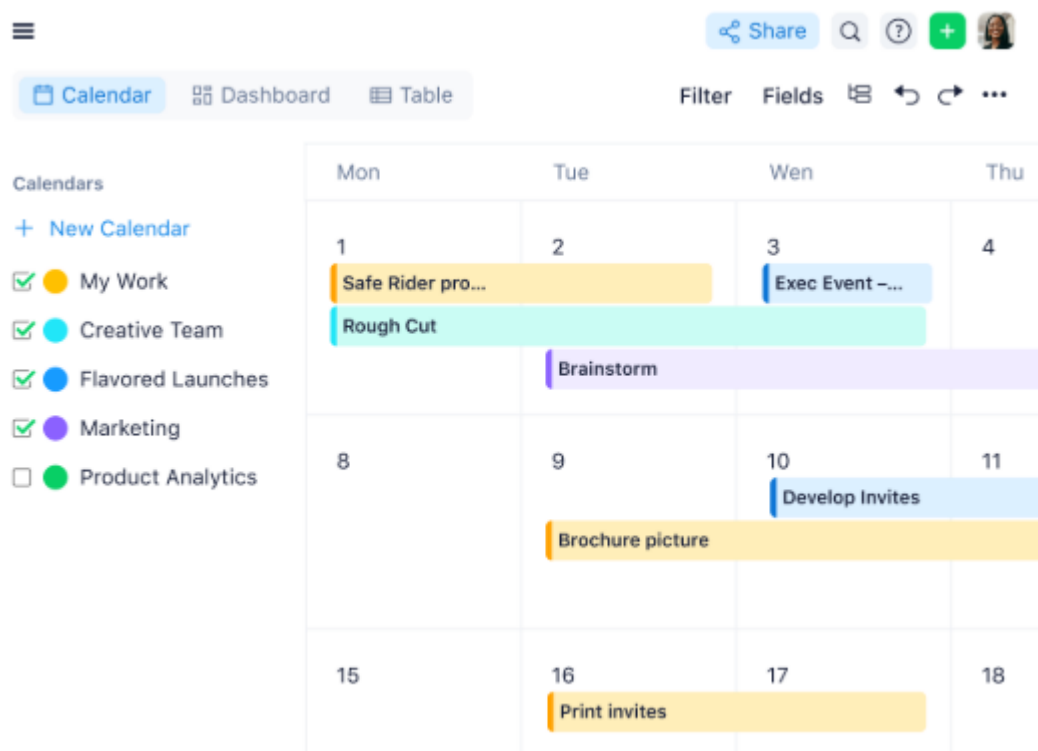 Share
Calendar Dashboard Table Filter Fields
Calendars
+ New Calendar
My Work
Creative Team
Flavored Launches
Marketing
Product Analytics
Mon Tue Wen Thu
1 2 3 4
Safe Rider pro... Exec Event –...
Rough Cut
Brainstorm
8 9 10 11
Develop Invites
Brochure picture
15 16 17 18
Print invites